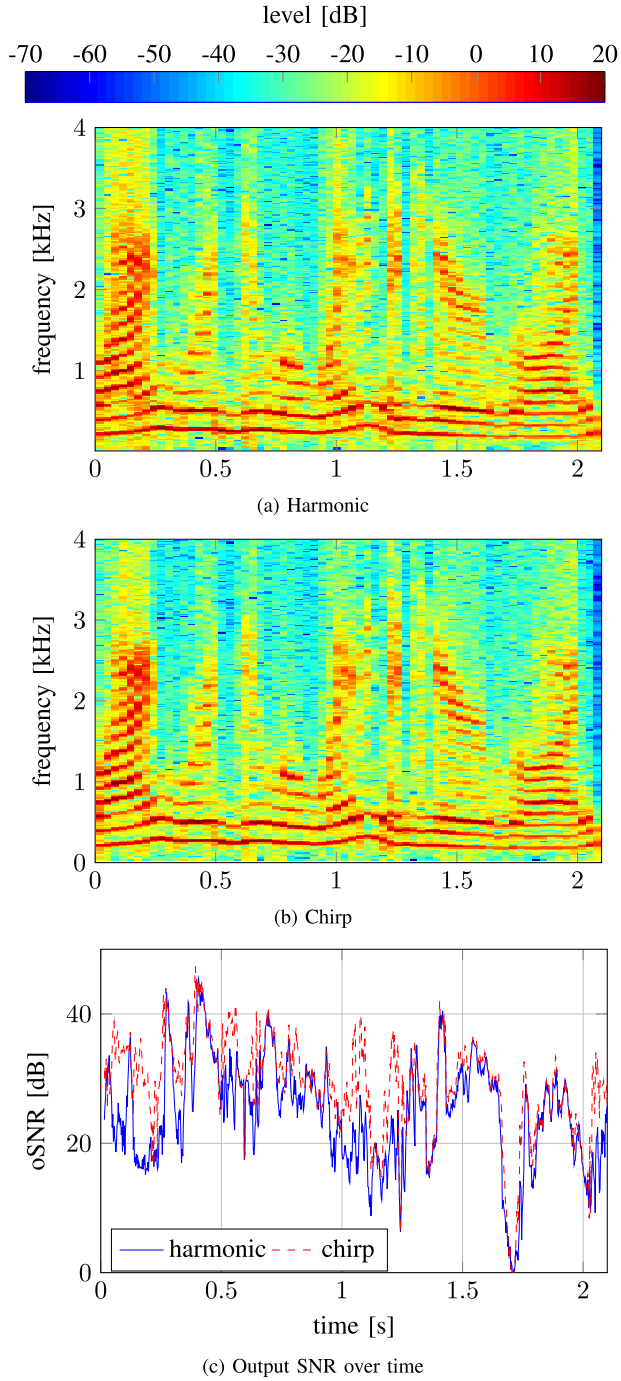 level [dB]
-70 -60 -50 -40 -30 -20 -10 0 10 20
4
3
2
1
frequency [kHz]
0 0.5 1 1.5 2
(a) Harmonic
4
3
2
1
0
frequency [kHz]
0 0.5 1 1.5 2
(b) Chirp
40
20
0
oSNR [dB]
harmonic chirp
0 0.5 1 1.5 2
time [s]
(c) Output SNR over time